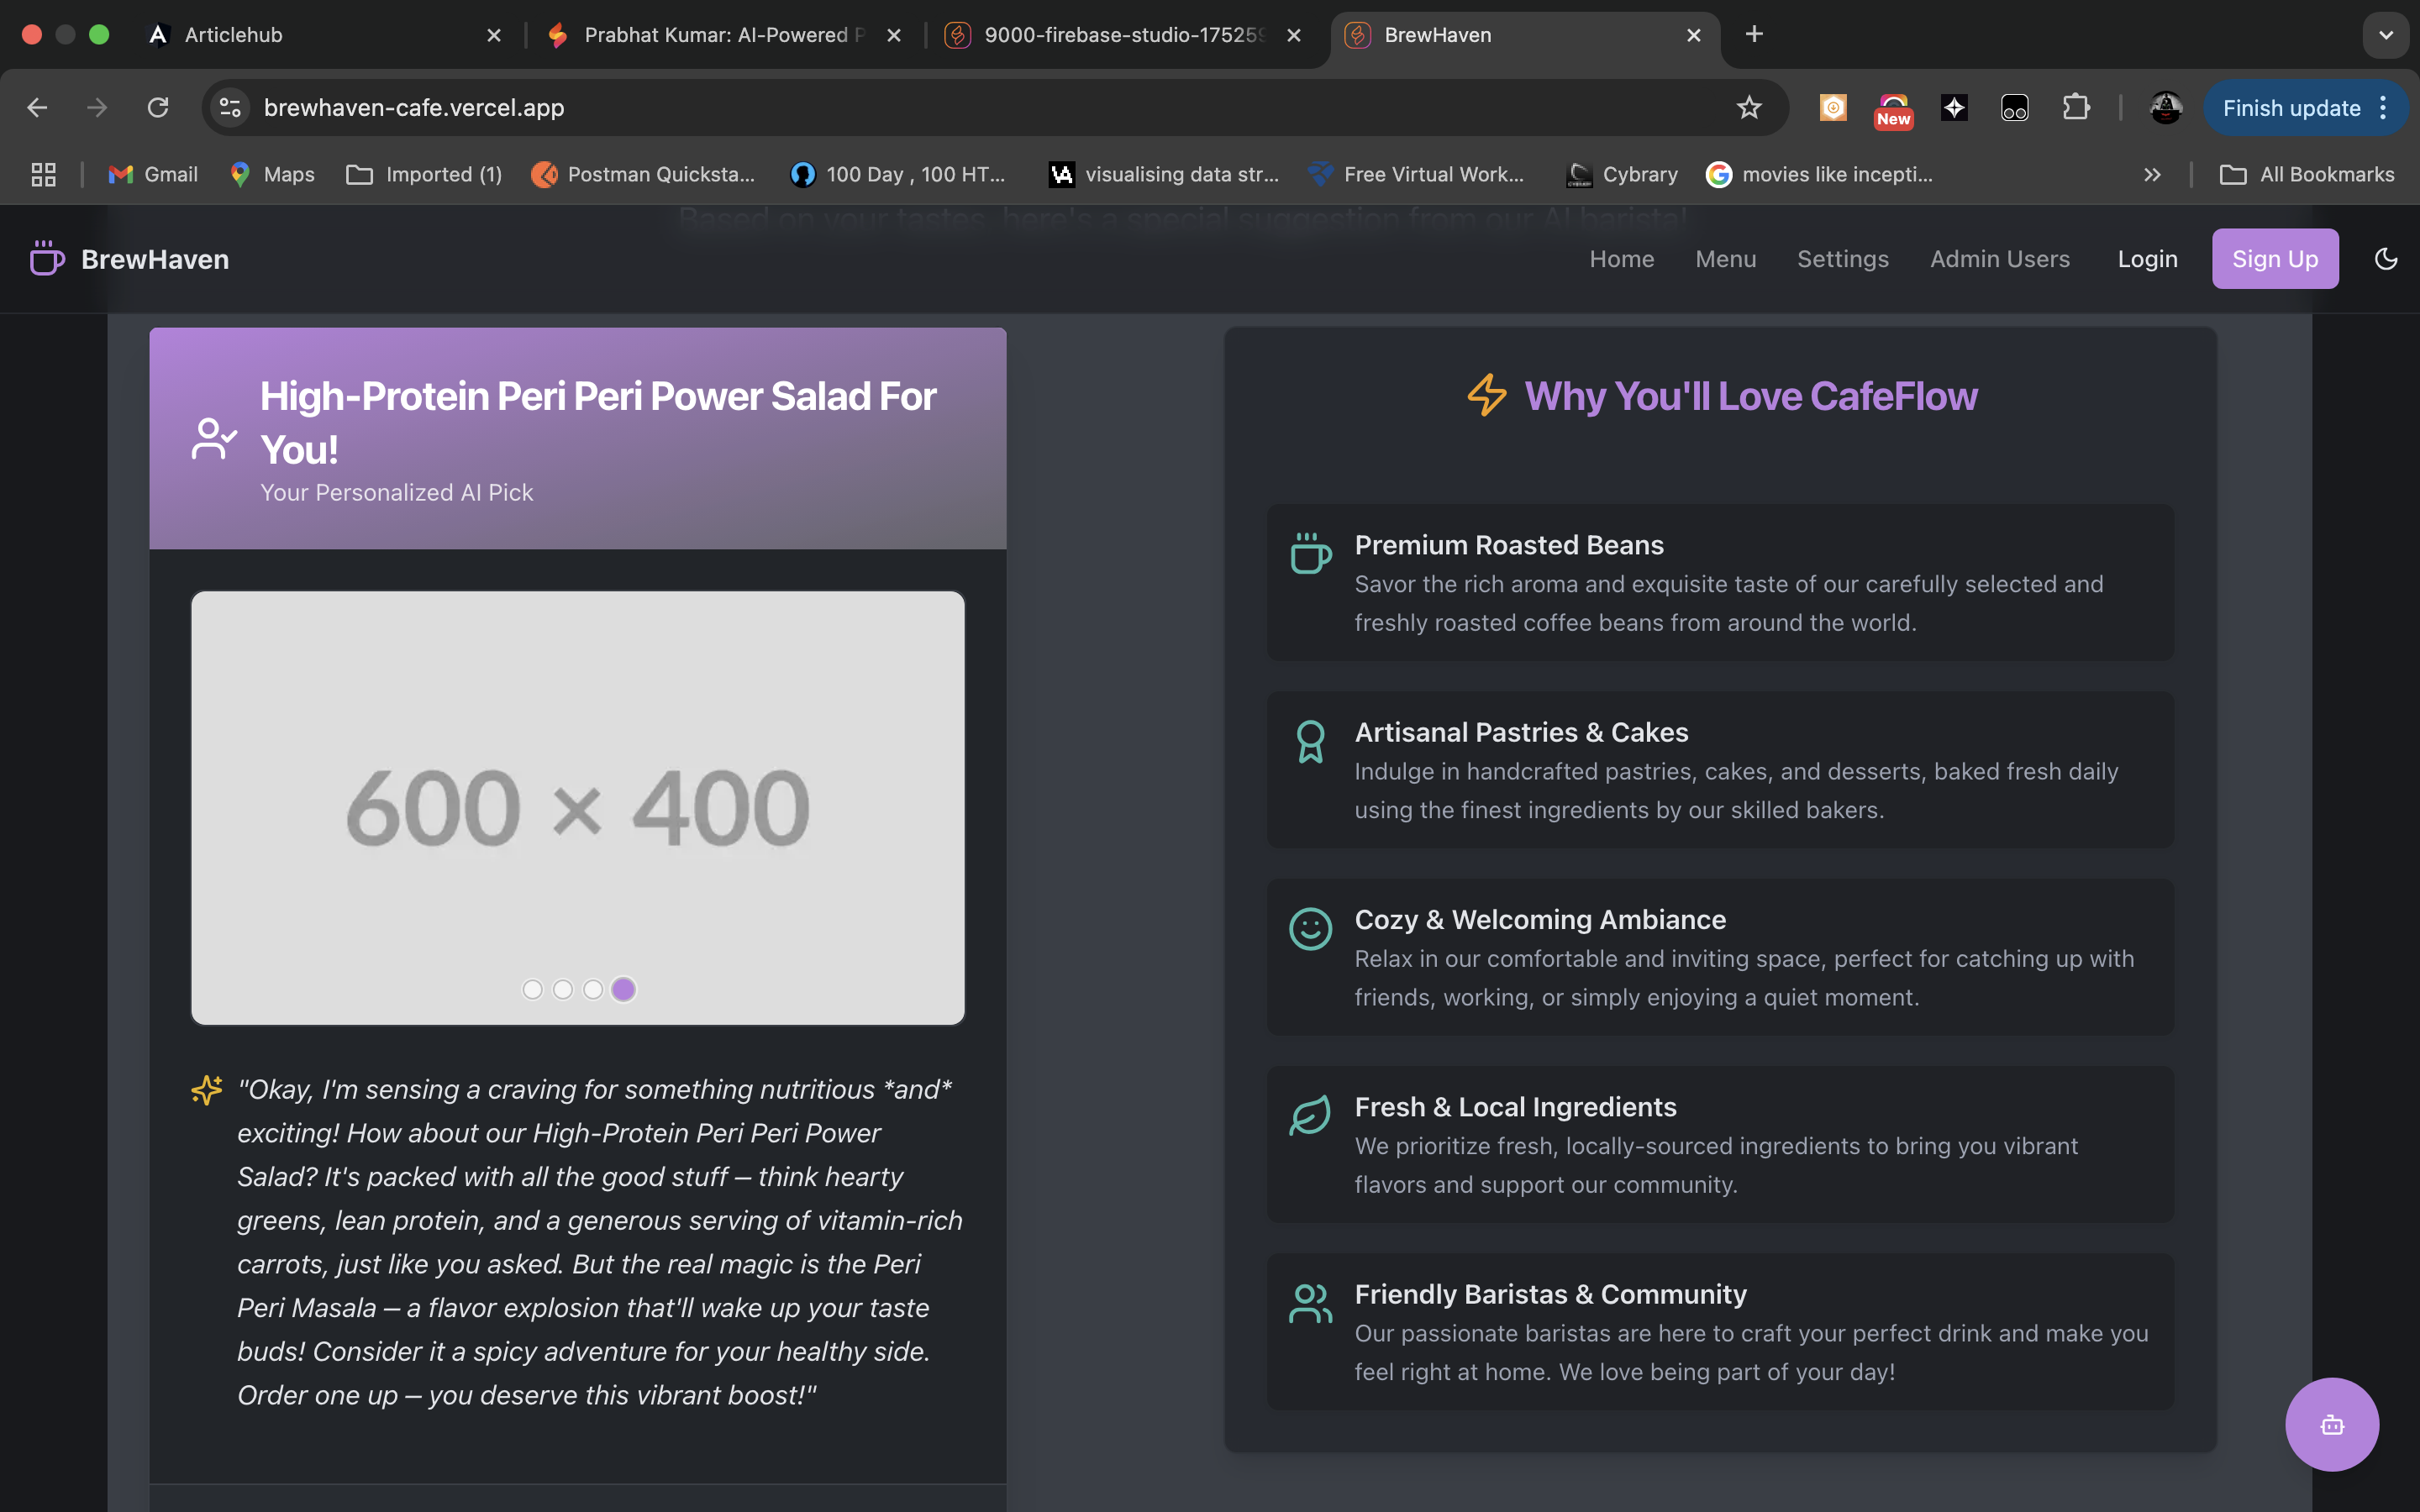 Articlehub
Prabhat Kumar: AI-Powered P
9000-firebase-studio-17525
BrewHaven
brewhaven-cafe.vercel.app
New
Finish update
Gmail
Maps
Imported (1)
Postman Quicksta...
100 Day , 100 HT...
visualising data str...
Free Virtual Work...
Cybrary
movies like incepti...
All Bookmarks
Based on your tastes, here's a special suggestion from our AI barista!
BrewHaven
Home
Menu
Settings
Admin Users
Login
Sign Up
High-Protein Peri Peri Power Salad For
You!
Your Personalized AI Pick
600 × 400
"Okay, I'm sensing a craving for something nutritious *and*
exciting! How about our High-Protein Peri Peri Power
Salad? It's packed with all the good stuff – think hearty
greens, lean protein, and a generous serving of vitamin-rich
carrots, just like you asked. But the real magic is the Peri
Peri Masala – a flavor explosion that'll wake up your taste
buds! Consider it a spicy adventure for your healthy side.
Order one up – you deserve this vibrant boost!"
Why You'll Love CafeFlow
Premium Roasted Beans
Savor the rich aroma and exquisite taste of our carefully selected and
freshly roasted coffee beans from around the world.
Artisanal Pastries & Cakes
Indulge in handcrafted pastries, cakes, and desserts, baked fresh daily
using the finest ingredients by our skilled bakers.
Cozy & Welcoming Ambiance
Relax in our comfortable and inviting space, perfect for catching up with
friends, working, or simply enjoying a quiet moment.
Fresh & Local Ingredients
We prioritize fresh, locally-sourced ingredients to bring you vibrant
flavors and support our community.
Friendly Baristas & Community
Our passionate baristas are here to craft your perfect drink and make you
feel right at home. We love being part of your day!